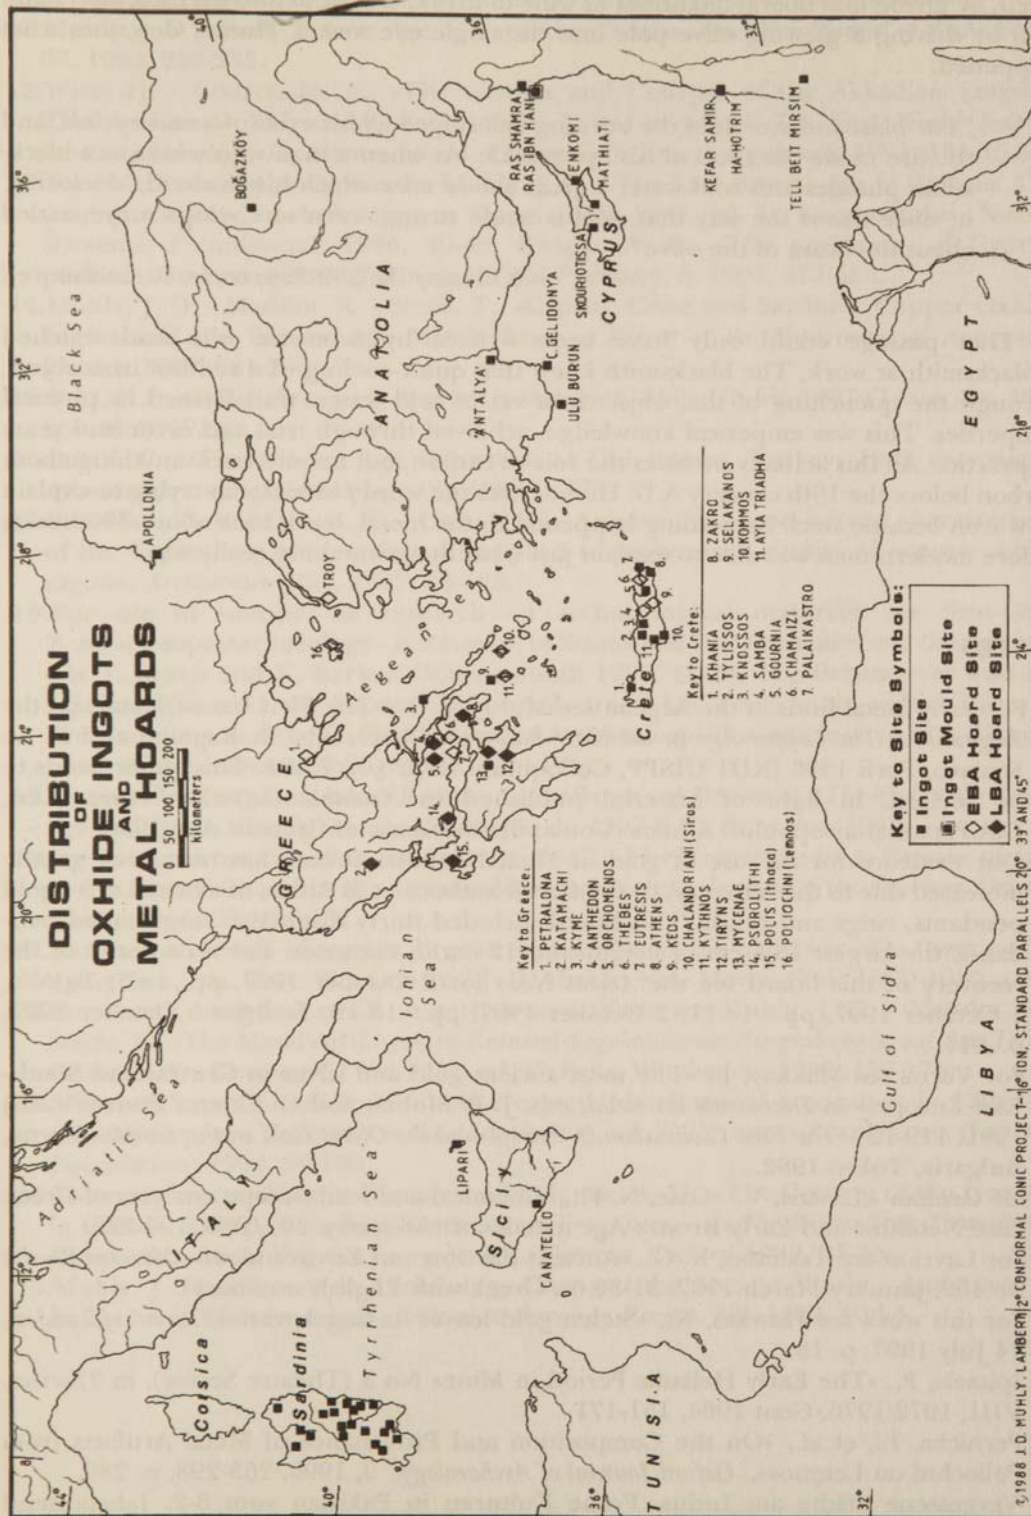 DISTRIBUTION
OF
OXHIDE INGOTS
AND
METAL HOARDS
0 50 100 150 200
kilometers
Black Sea
Adriatic Sea
Ionian
Sea
Tyrrhenian Sea
Aegean Sea
Gulf of Sidra
ITALY
Corsica
Sardinia
Sicily
TUNISIA
LIBYA
EGYPT
GREECE
ANATOLIA
CYPRUS
Crete
LIPARI
CANATELLO
APOLLONIA
TROY
BOĞAZKÖY
ANTALYA
C. GELIDONYA
ULU BURUN
RAS SHAMRA
RAS IBN HANI
ENKOMI
MATHIATI
SKOURIOTISSA
KEFAR SAMIR
HA-HOTRIM
TELL BEIT MIRSIM
Key to Greece:
1. PETRALONA
2. KATAMACHI
3. KYME
4. ANTHEDON
5. ORCHOMENOS
6. THEBES
7. EUTRESIS
8. ATHENS
9. KEOS
10. CHALANDRIANI (Siros)
11. KYTHNOS
12. TIRYNS
13. MYCENAE
14. PSDROLITHI
15. POLIS (Ithaca)
16. POLIOCHNI (Lemnos)
Key to Crete:
1. KHANIA
2. TYLISSOS
3. KNOSSOS
4. SAMBA
5. GOURNIA
6. CHAMAIZI
7. PALAIKASTRO
8. ZAKRO
9. SELAKANOS
10. KOMMOS
11. AYIA TRIADHA
Key to Site Symbols:
Ingot Site
Ingot Mould Site
EBA Hoard Site
LBA Hoard Site
© 1988 J.D. MUHLY, LAMBERT CONFORMAL CONIC PROJECTION, STANDARD PARALLELS 33° AND 45°